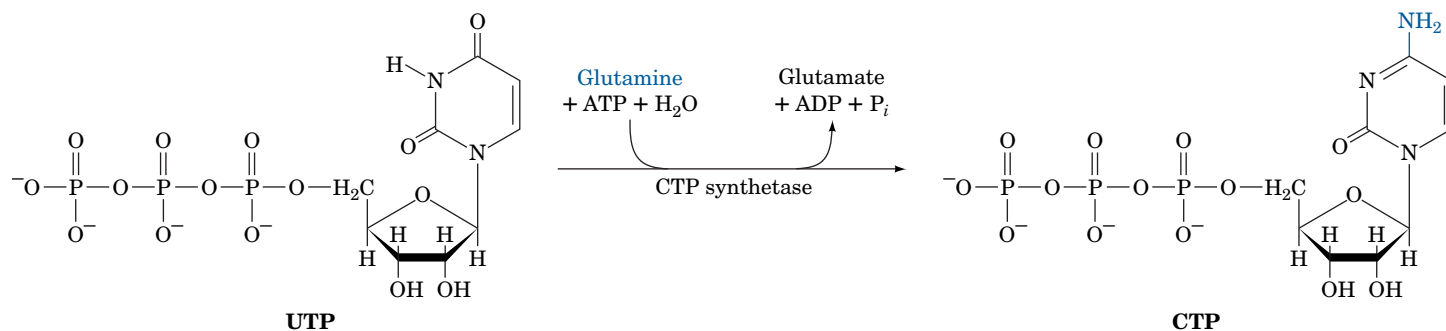 O
H
N
O
N
Glutamine
+ ATP + H₂O
Glutamate
+ ADP + Pᵢ
CTP synthetase
O O O
⁻O—P—O—P—O—P—O—H₂C
O⁻ O⁻ O⁻
O
H H
H H
OH OH
UTP
NH₂
N
O
N
O O O
⁻O—P—O—P—O—P—O—H₂C
O⁻ O⁻ O⁻
O
H H
H H
OH OH
CTP